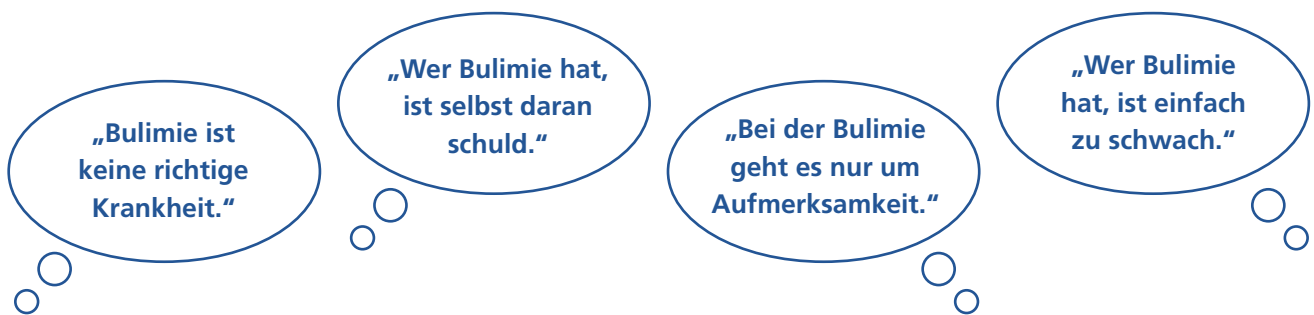 „Bulimie ist
keine richtige
Krankheit.“
„Wer Bulimie hat,
ist selbst daran
schuld.“
„Bei der Bulimie
geht es nur um
Aufmerksamkeit.“
„Wer Bulimie
hat, ist einfach
zu schwach.“